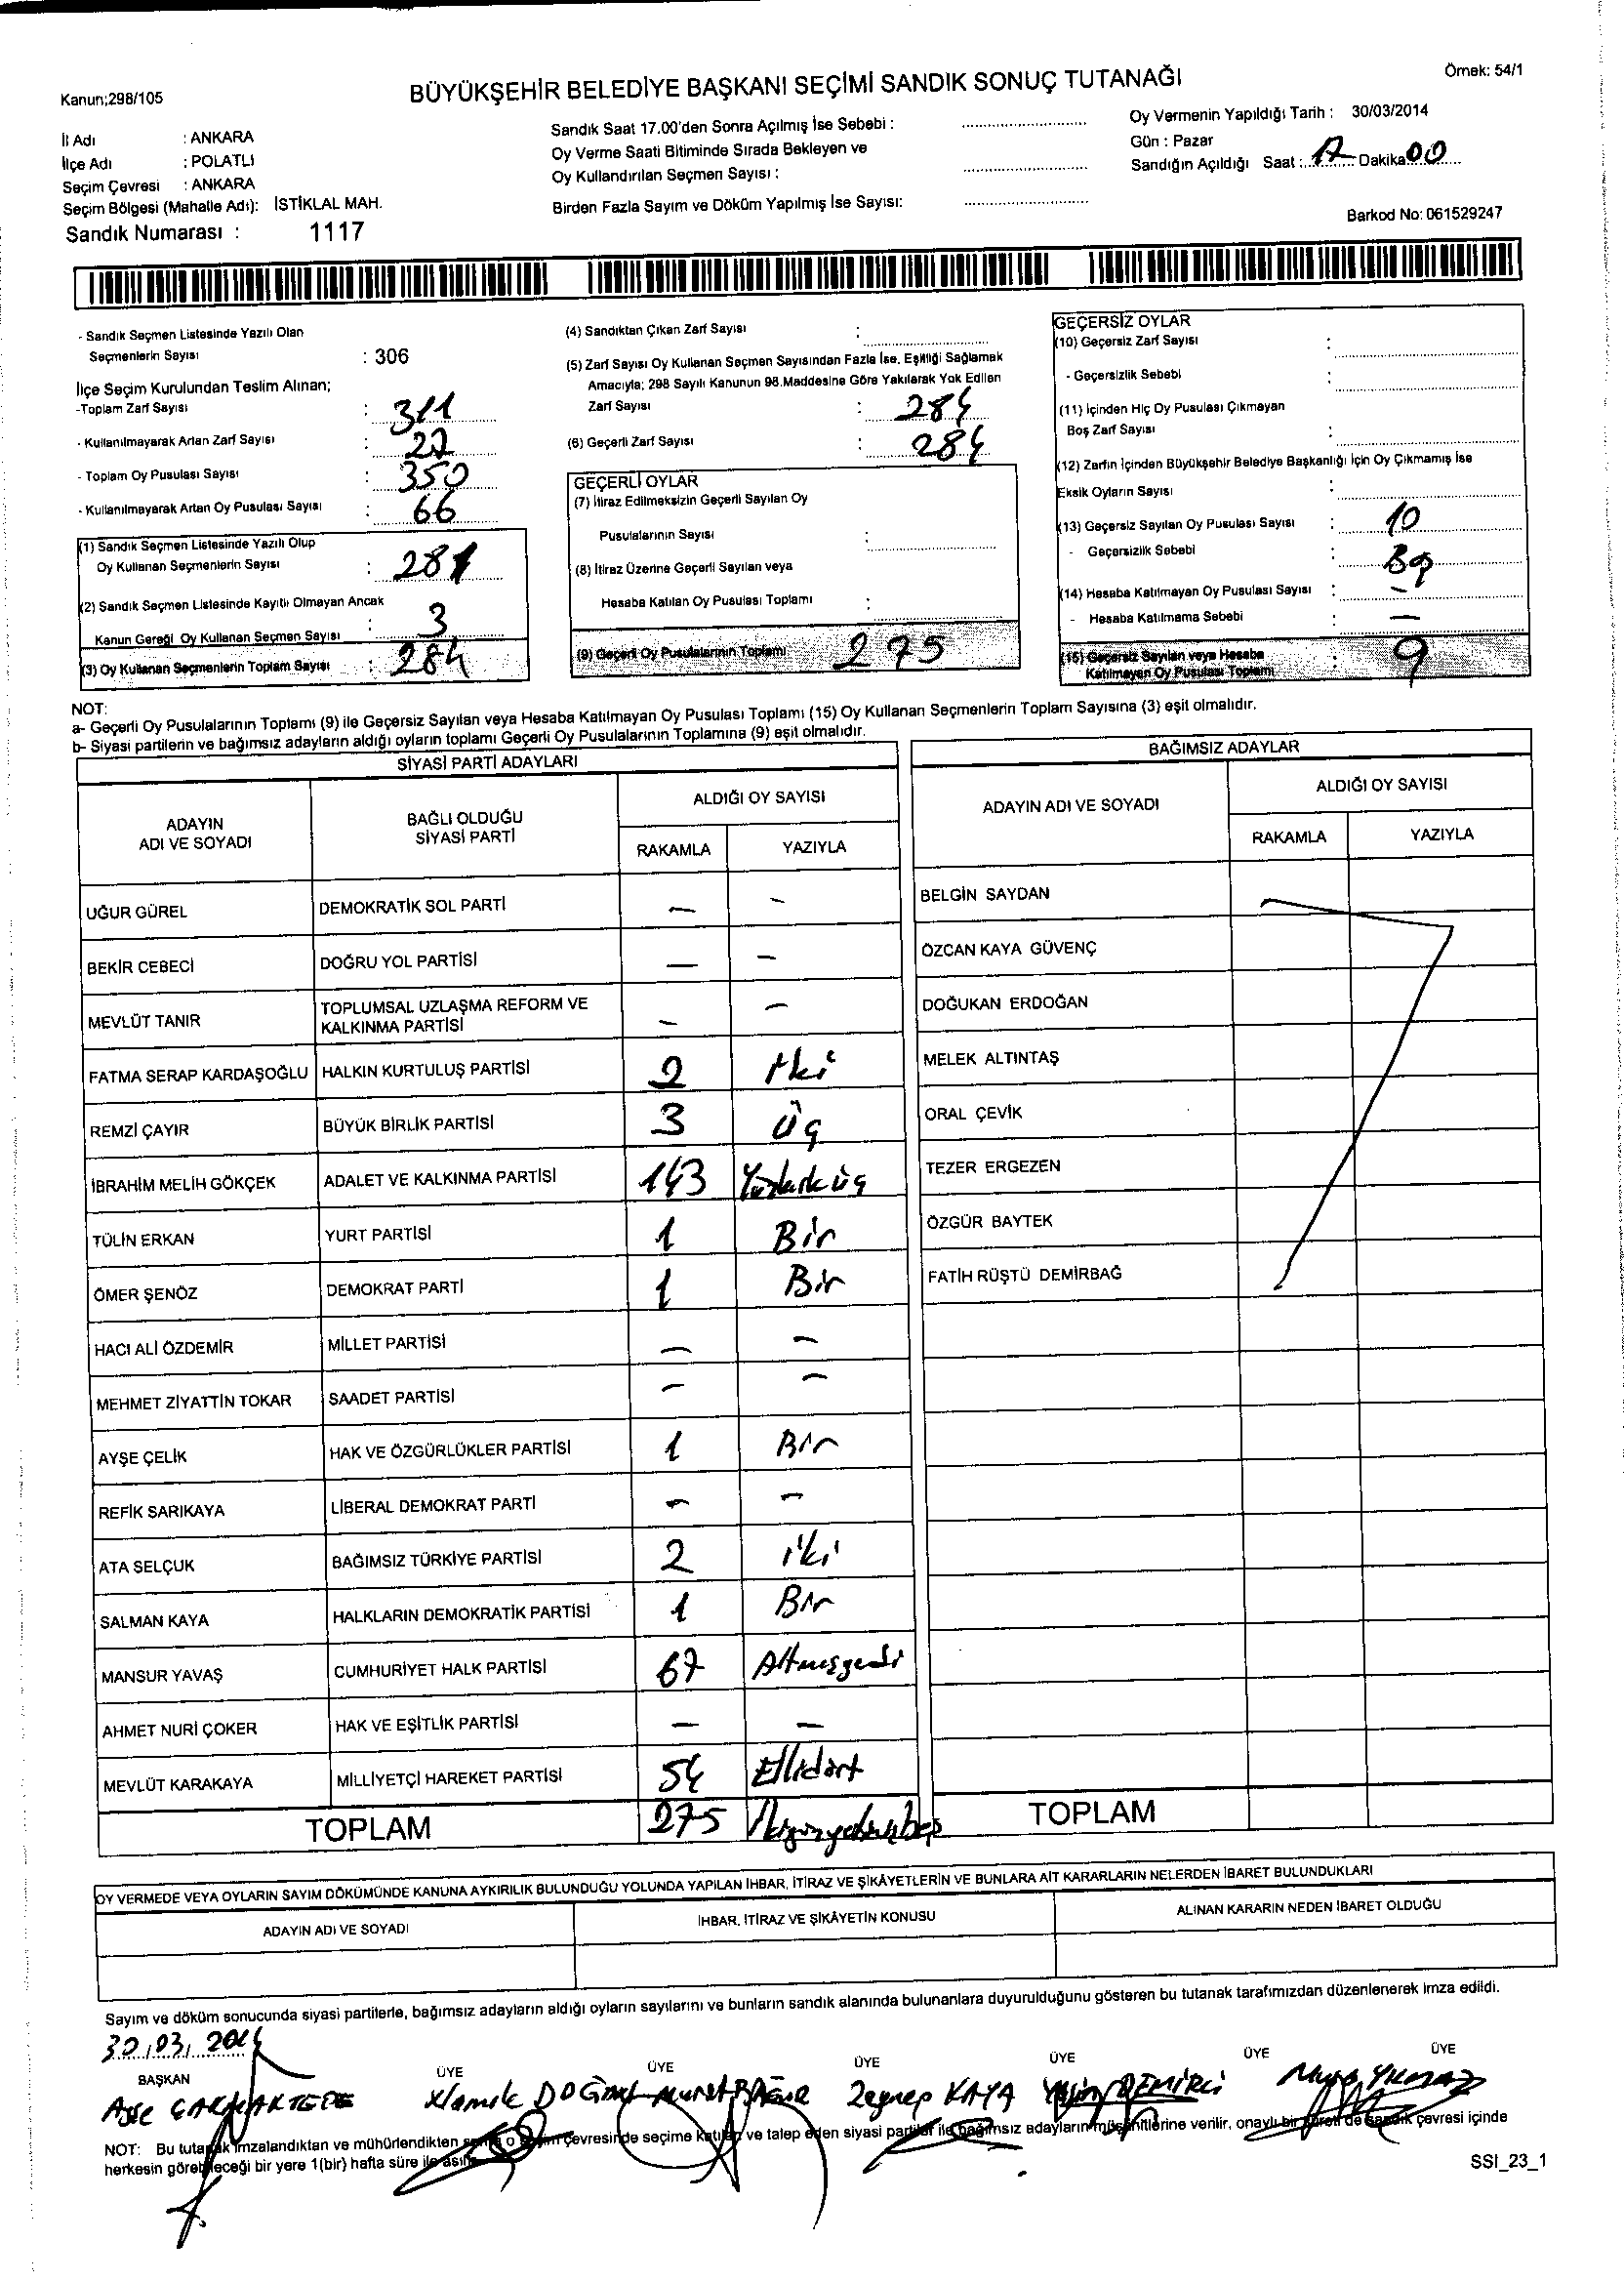 Örnek: 54/1
Kanun;298/105
BÜYÜKŞEHİR BELEDİYE BAŞKANI SEÇİMİ SANDIK SONUÇ TUTANAĞI
İl Adı : ANKARA
İlçe Adı : POLATLI
Seçim Çevresi : ANKARA
Seçim Bölgesi (Mahalle Adı): İSTİKLAL MAH.
Sandık Numarası : 1117
Sandık Saat 17.00'den Sonra Açılmış İse Sebebi :
Oy Verme Saati Bitiminde Sırada Bekleyen ve
Oy Kullandırılan Seçmen Sayısı :
Birden Fazla Sayım ve Döküm Yapılmış İse Sayısı:
Oy Vermenin Yapıldığı Tarih : 30/03/2014
Gün : Pazar
Sandığın Açıldığı Saat : 17 Dakika 00
Barkod No: 061529247
- Sandık Seçmen Listesinde Yazılı Olan
Seçmenlerin Sayısı : 306
İlçe Seçim Kurulundan Teslim Alınan;
-Toplam Zarf Sayısı : 311
- Kullanılmayarak Artan Zarf Sayısı : 27
- Toplam Oy Pusulası Sayısı : 350
- Kullanılmayarak Artan Oy Pusulası Sayısı : 66
(1) Sandık Seçmen Listesinde Yazılı Olup
Oy Kullanan Seçmenlerin Sayısı : 281
(2) Sandık Seçmen Listesinde Kayıtlı Olmayan Ancak
Kanun Gereği Oy Kullanan Seçmen Sayısı : 3
(3) Oy Kullanan Seçmenlerin Toplam Sayısı : 284
(4) Sandıktan Çıkan Zarf Sayısı :
(5) Zarf Sayısı Oy Kullanan Seçmen Sayısından Fazla İse, Eşitliği Sağlamak
Amacıyla; 298 Sayılı Kanunun 98.Maddesine Göre Yakılarak Yok Edilen
Zarf Sayısı : 284
(6) Geçerli Zarf Sayısı : 284
GEÇERLİ OYLAR
(7) İtiraz Edilmeksizin Geçerli Sayılan Oy
Pusulalarının Sayısı :
(8) İtiraz Üzerine Geçerli Sayılan veya
Hesaba Katılan Oy Pusulası Toplamı :
(9) Geçerli Oy Pusulalarının Toplamı 275
GEÇERSİZ OYLAR
(10) Geçersiz Zarf Sayısı :
- Geçersizlik Sebebi :
(11) İçinden Hiç Oy Pusulası Çıkmayan
Boş Zarf Sayısı :
(12) Zarfın İçinden Büyükşehir Belediye Başkanlığı İçin Oy Çıkmamış İse
Eksik Oyların Sayısı :
(13) Geçersiz Sayılan Oy Pusulası Sayısı : 10
- Geçersizlik Sebebi :
(14) Hesaba Katılmayan Oy Pusulası Sayısı : —
- Hesaba Katılmama Sebebi : —
(15) Geçersiz Sayılan veya Hesaba
Katılmayan Oy Pusulası Toplamı : 9
NOT:
a- Geçerli Oy Pusulalarının Toplamı (9) ile Geçersiz Sayılan veya Hesaba Katılmayan Oy Pusulası Toplamı (15) Oy Kullanan Seçmenlerin Toplam Sayısına (3) eşit olmalıdır.
b- Siyasi partilerin ve bağımsız adayların aldığı oyların toplamı Geçerli Oy Pusulalarının Toplamına (9) eşit olmalıdır.
SİYASİ PARTİ ADAYLARI
ADAYIN ADI VE SOYADI BAĞLI OLDUĞU SİYASİ PARTİ ALDIĞI OY SAYISI
RAKAMLA YAZIYLA
UĞUR GÜREL DEMOKRATİK SOL PARTİ — -
BEKİR CEBECİ DOĞRU YOL PARTİSİ — —
MEVLÜT TANIR TOPLUMSAL UZLAŞMA REFORM VE KALKINMA PARTİSİ — —
FATMA SERAP KARDAŞOĞLU HALKIN KURTULUŞ PARTİSİ 2 İki
REMZİ ÇAYIR BÜYÜK BİRLİK PARTİSİ 3 Üç
İBRAHİM MELİH GÖKÇEK ADALET VE KALKINMA PARTİSİ 143
TÜLİN ERKAN YURT PARTİSİ 1 Bir
ÖMER ŞENÖZ DEMOKRAT PARTİ 1 Bir
HACI ALİ ÖZDEMİR MİLLET PARTİSİ — —
MEHMET ZİYATTİN TOKAR SAADET PARTİSİ — —
AYŞE ÇELİK HAK VE ÖZGÜRLÜKLER PARTİSİ 1 Bir
REFİK SARIKAYA LİBERAL DEMOKRAT PARTİ — —
ATA SELÇUK BAĞIMSIZ TÜRKİYE PARTİSİ 2 iki
SALMAN KAYA HALKLARIN DEMOKRATİK PARTİSİ 1 Bir
MANSUR YAVAŞ CUMHURİYET HALK PARTİSİ 67 Altmışyedi
AHMET NURİ ÇOKER HAK VE EŞİTLİK PARTİSİ — —
MEVLÜT KARAKAYA MİLLİYETÇİ HAREKET PARTİSİ 54 Ellidört
TOPLAM 275
BAĞIMSIZ ADAYLAR
ADAYIN ADI VE SOYADI ALDIĞI OY SAYISI
RAKAMLA YAZIYLA
BELGİN SAYDAN
ÖZCAN KAYA GÜVENÇ
DOĞUKAN ERDOĞAN
MELEK ALTINTAŞ
ORAL ÇEVİK
TEZER ERGEZEN
ÖZGÜR BAYTEK
FATİH RÜŞTÜ DEMİRBAĞ
TOPLAM
OY VERMEDE VEYA OYLARIN SAYIM DÖKÜMÜNDE KANUNA AYKIRILIK BULUNDUĞU YOLUNDA YAPILAN İHBAR, İTİRAZ VE ŞİKÂYETLERİN VE BUNLARA AİT KARARLARIN NELERDEN İBARET BULUNDUKLARI
ADAYIN ADI VE SOYADI İHBAR, İTİRAZ VE ŞİKÂYETİN KONUSU ALINAN KARARIN NEDEN İBARET OLDUĞU
Sayım ve döküm sonucunda siyasi partilerle, bağımsız adayların aldığı oyların sayılarını ve bunların sandık alanında bulunanlara duyurulduğunu gösteren bu tutanak tarafımızdan düzenlenerek imza edildi.
30.03.2014
BAŞKAN ÜYE ÜYE ÜYE ÜYE ÜYE ÜYE
Zeynep KAYA
NOT: Bu tutanak imzalandıktan ve mühürlendikten sonra o seçim çevresinde seçime katılan ve talep eden siyasi partiler ile bağımsız adayların müşahitlerine verilir, onaylı bir sureti de sandık çevresi içinde
herkesin görebileceği bir yere 1(bir) hafta süre ile asılır.
SSI_23_1